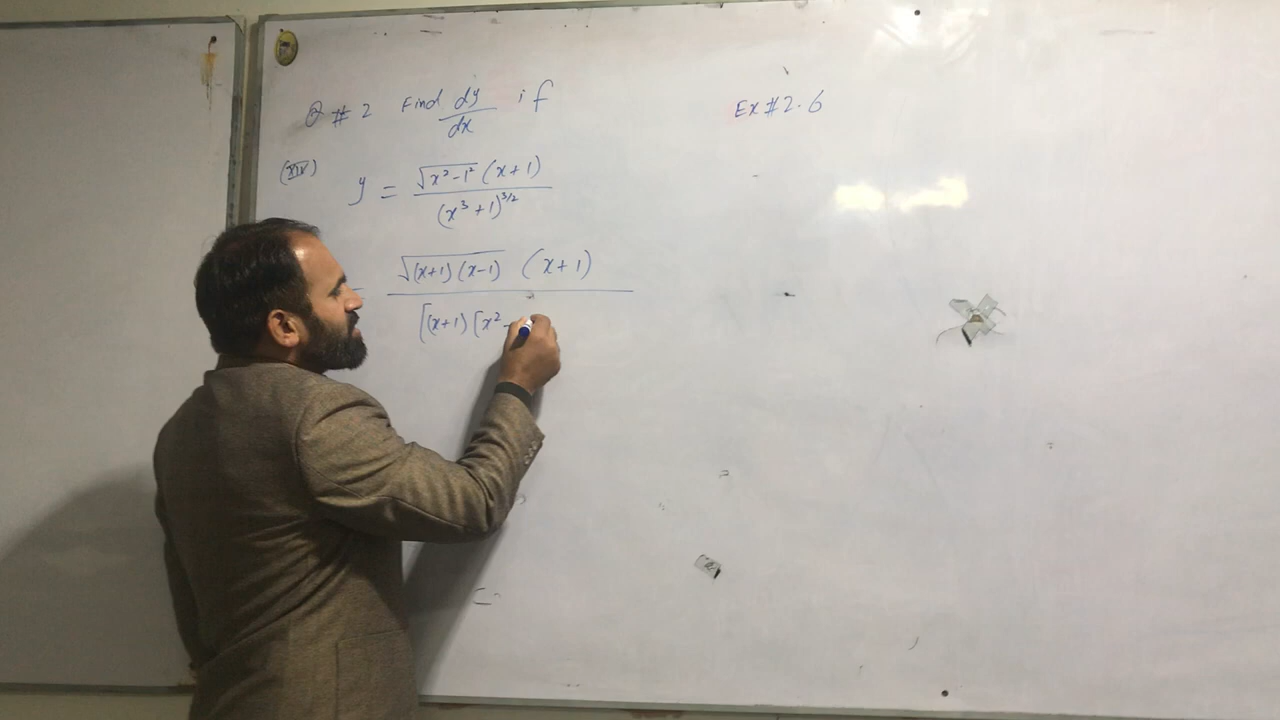 Q # 2 Find dy/dx if
Ex # 2.6
(xiv) y = √(x²-1²) (x+1) / (x³+1)^3/2
√((x+1)(x-1)) (x+1) / [(x+1)[x² -